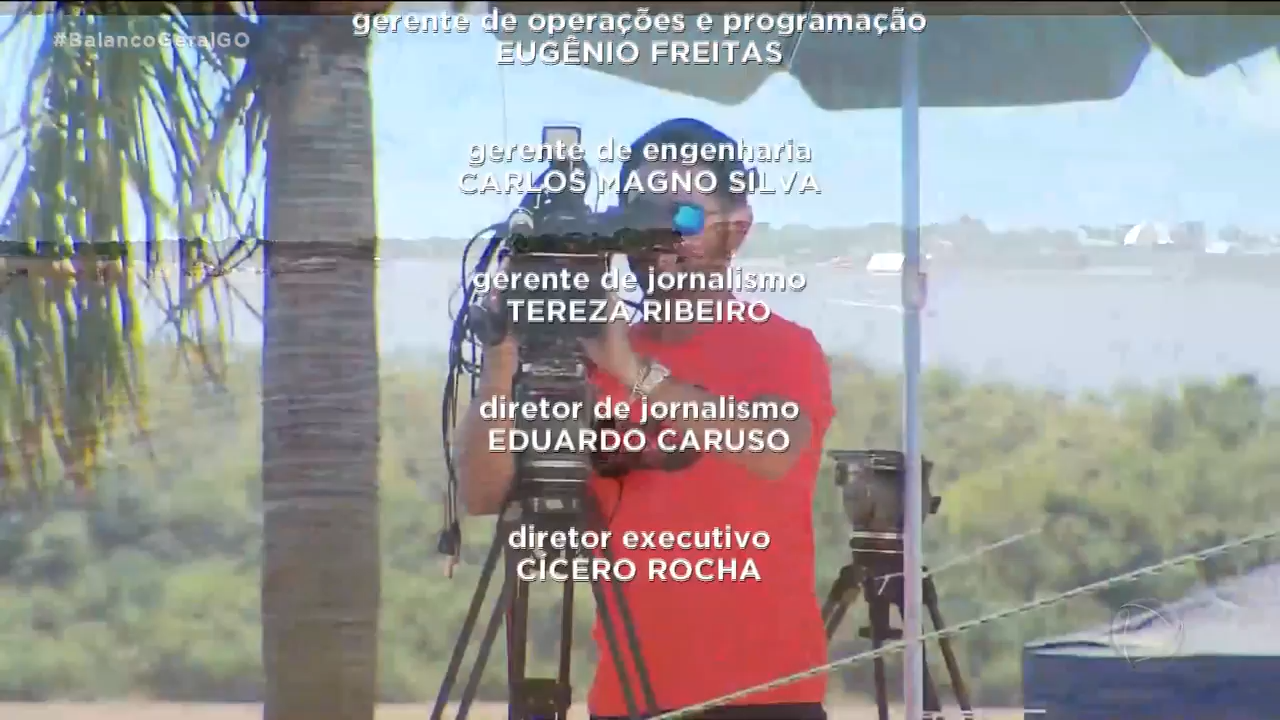 gerente de operações e programação
#BalancoGeralGO
EUGÊNIO FREITAS
gerente de engenharia
CARLOS MAGNO SILVA
gerente de jornalismo
TEREZA RIBEIRO
diretor de jornalismo
EDUARDO CARUSO
diretor executivo
CÍCERO ROCHA